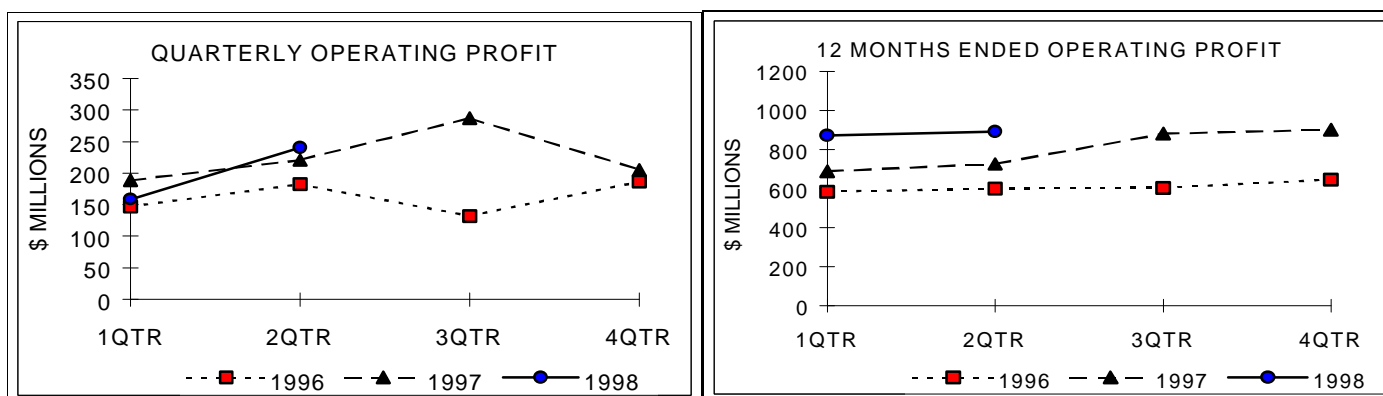 QUARTERLY OPERATING PROFIT
350
300
250
200
150
100
50
0
$ MILLIONS
1QTR 2QTR 3QTR 4QTR
1996 1997 1998
12 MONTHS ENDED OPERATING PROFIT
1200
1000
800
600
400
200
0
$ MILLIONS
1QTR 2QTR 3QTR 4QTR
1996 1997 1998